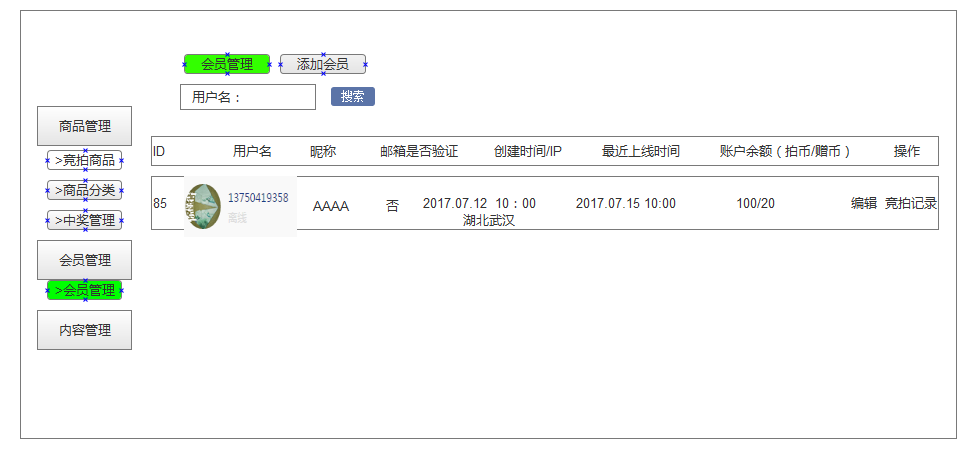 会员管理 添加会员
用户名： 搜索
商品管理
>竞拍商品
>商品分类
>中奖管理
会员管理
>会员管理
内容管理
ID 用户名 昵称 邮箱是否验证 创建时间/IP 最近上线时间 账户余额（拍币/赠币） 操作
85 13750419358 AAAA 否 2017.07.12 10：00 2017.07.15 10:00 100/20 编辑 竞拍记录
离线 湖北武汉